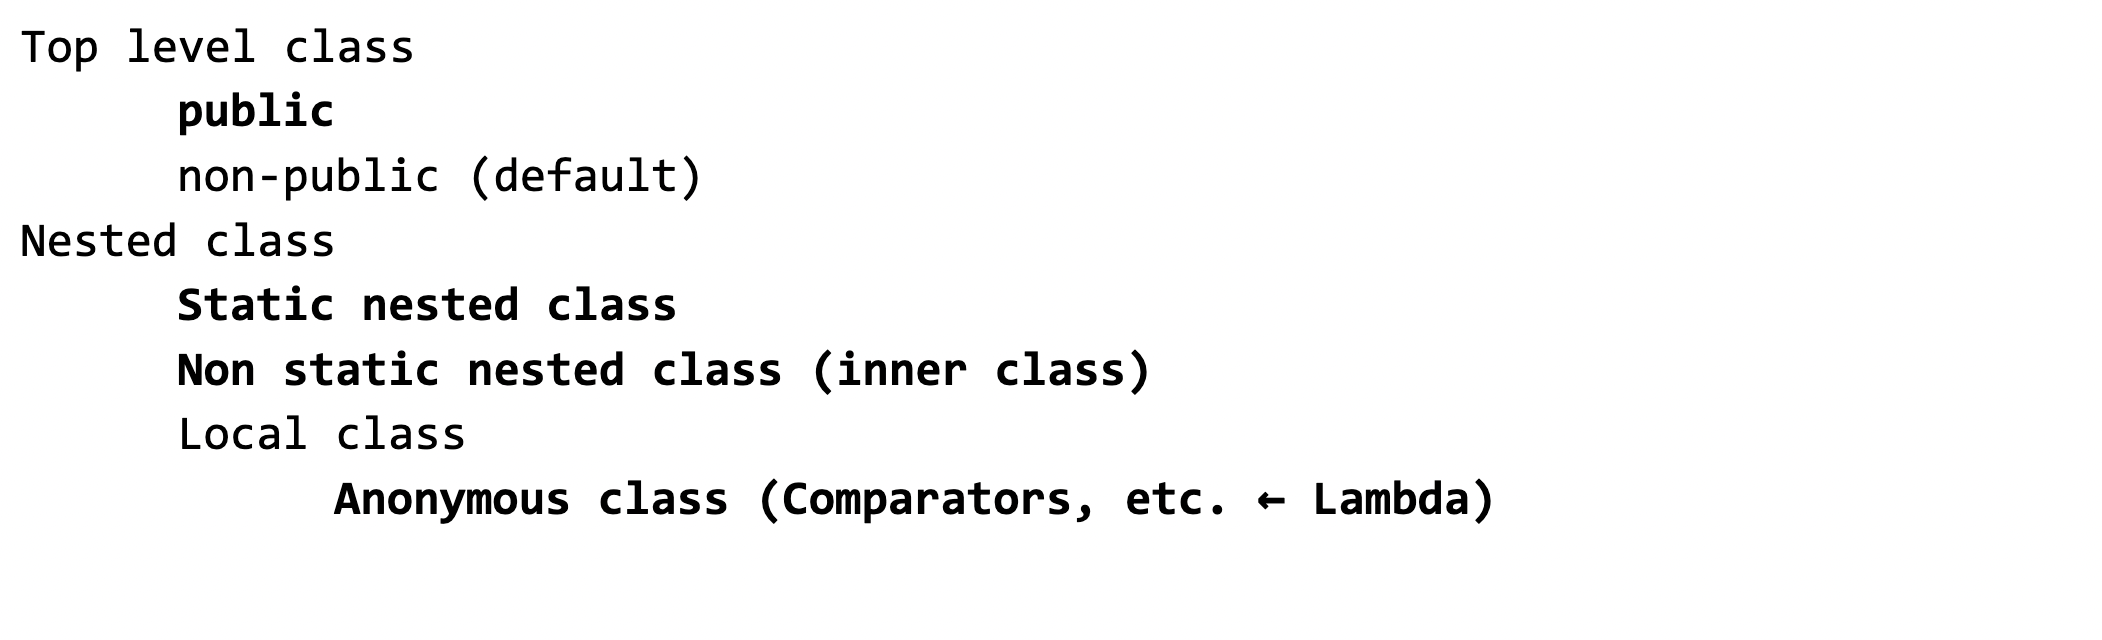 Top level class
public
non-public (default)
Nested class
Static nested class
Non static nested class (inner class)
Local class
Anonymous class (Comparators, etc. ← Lambda)